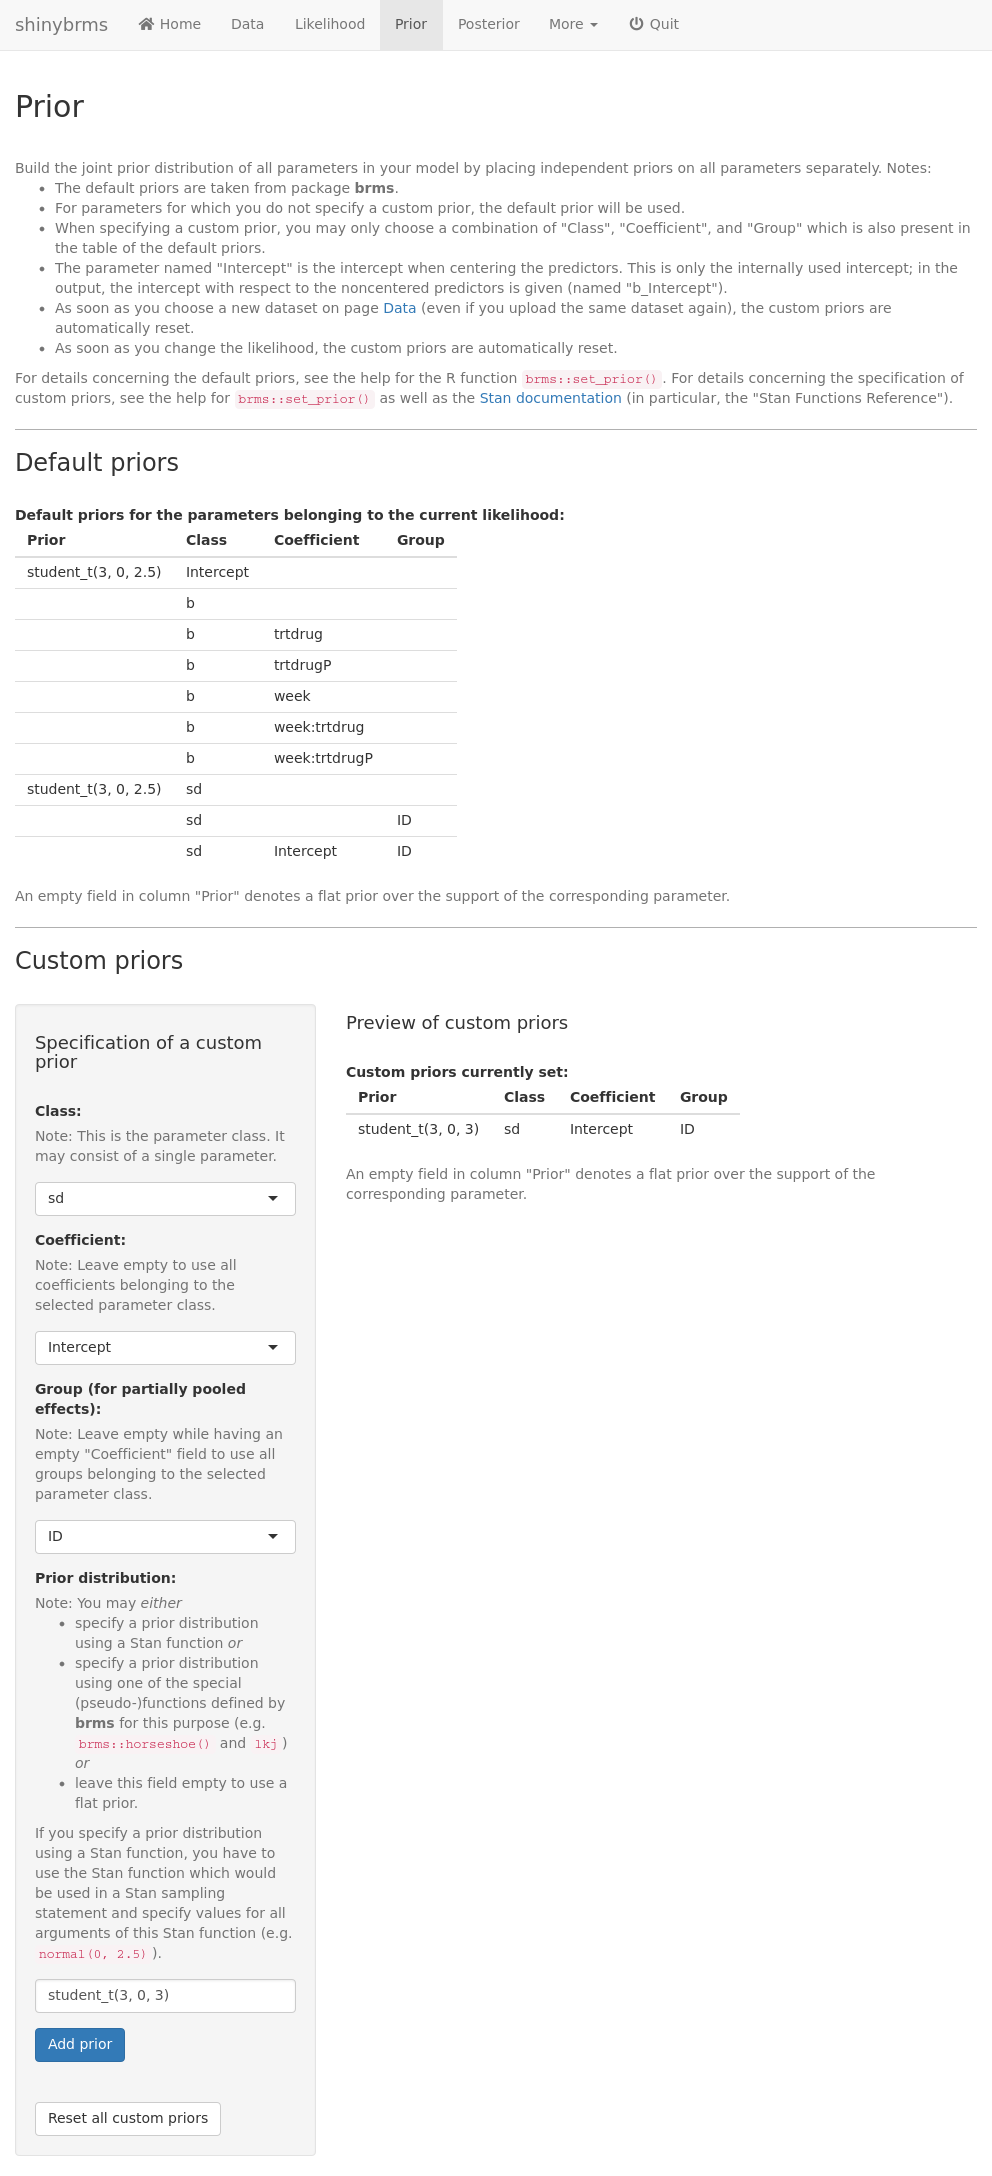 shinybrms Home Data Likelihood Prior Posterior More Quit
Prior
Build the joint prior distribution of all parameters in your model by placing independent priors on all parameters separately. Notes:
• The default priors are taken from package brms.
• For parameters for which you do not specify a custom prior, the default prior will be used.
• When specifying a custom prior, you may only choose a combination of "Class", "Coefficient", and "Group" which is also present in
the table of the default priors.
• The parameter named "Intercept" is the intercept when centering the predictors. This is only the internally used intercept; in the
output, the intercept with respect to the noncentered predictors is given (named "b_Intercept").
• As soon as you choose a new dataset on page Data (even if you upload the same dataset again), the custom priors are
automatically reset.
• As soon as you change the likelihood, the custom priors are automatically reset.
For details concerning the default priors, see the help for the R function brms::set_prior(). For details concerning the specification of
custom priors, see the help for brms::set_prior() as well as the Stan documentation (in particular, the "Stan Functions Reference").
Default priors
Default priors for the parameters belonging to the current likelihood:
Prior Class Coefficient Group
student_t(3, 0, 2.5) Intercept
b
b trtdrug
b trtdrugP
b week
b week:trtdrug
b week:trtdrugP
student_t(3, 0, 2.5) sd
sd ID
sd Intercept ID
An empty field in column "Prior" denotes a flat prior over the support of the corresponding parameter.
Custom priors
Specification of a custom
prior
Class:
Note: This is the parameter class. It
may consist of a single parameter.
sd
Coefficient:
Note: Leave empty to use all
coefficients belonging to the
selected parameter class.
Intercept
Group (for partially pooled
effects):
Note: Leave empty while having an
empty "Coefficient" field to use all
groups belonging to the selected
parameter class.
ID
Prior distribution:
Note: You may either
• specify a prior distribution
using a Stan function or
• specify a prior distribution
using one of the special
(pseudo-)functions defined by
brms for this purpose (e.g.
brms::horseshoe() and lkj)
or
• leave this field empty to use a
flat prior.
If you specify a prior distribution
using a Stan function, you have to
use the Stan function which would
be used in a Stan sampling
statement and specify values for all
arguments of this Stan function (e.g.
normal(0, 2.5)).
student_t(3, 0, 3)
Add prior
Reset all custom priors
Preview of custom priors
Custom priors currently set:
Prior Class Coefficient Group
student_t(3, 0, 3) sd Intercept ID
An empty field in column "Prior" denotes a flat prior over the support of the
corresponding parameter.